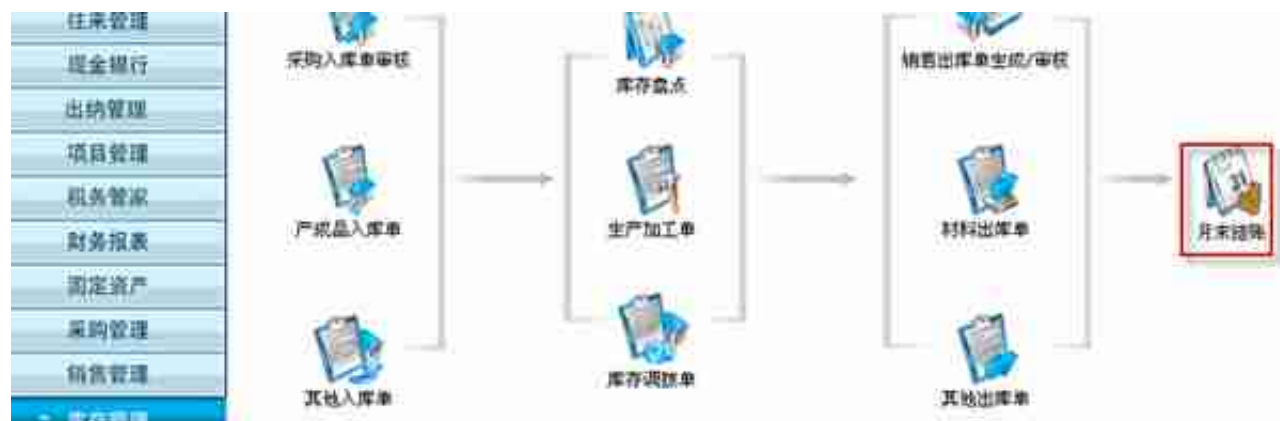 往来管理
现金银行
出纳管理
项目管理
税务管家
财务报表
固定资产
采购管理
销售管理
库存管理
采购入库单审核
产成品入库单
其他入库单
库存盘点
生产加工单
库存调拨单
销售出库单生成/审核
材料出库单
其他出库单
31
月末结账